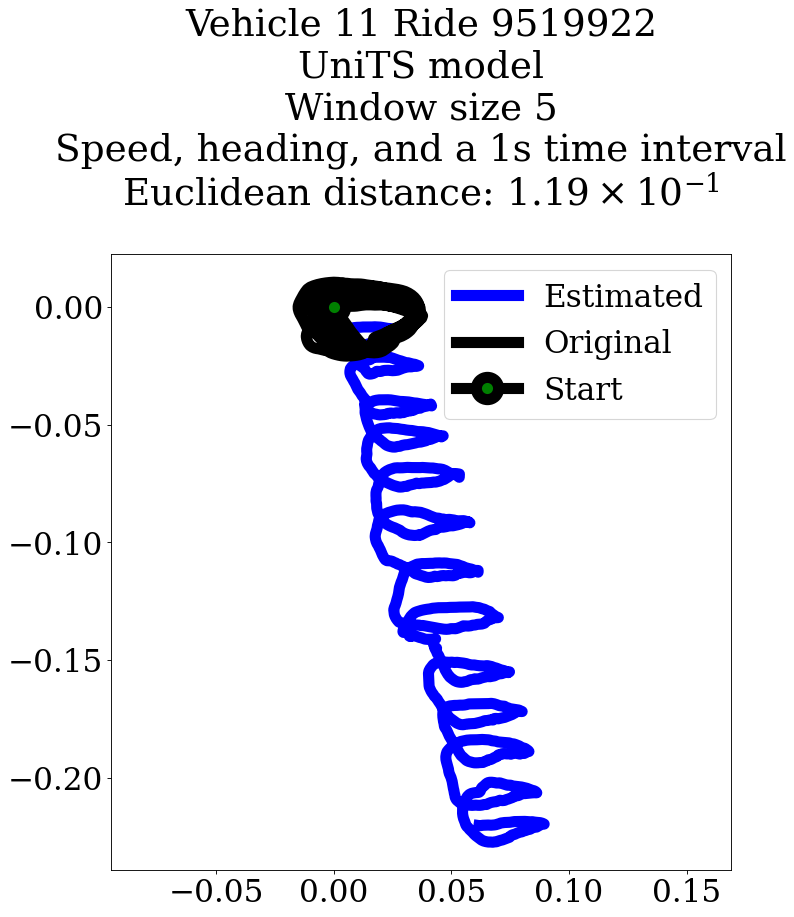 Vehicle 11 Ride 9519922
UniTS model
Window size 5
Speed, heading, and a 1s time interval
Euclidean distance: 1.19 × 10⁻¹
Estimated
Original
Start
0.00
−0.05
−0.10
−0.15
−0.20
−0.05 0.00 0.05 0.10 0.15